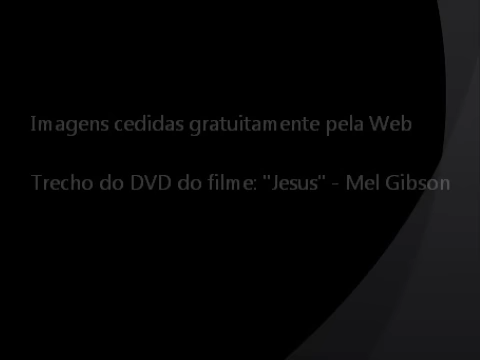 Imagens cedidas gratuitamente pela Web
Trecho do DVD do filme: "Jesus" - Mel Gibson